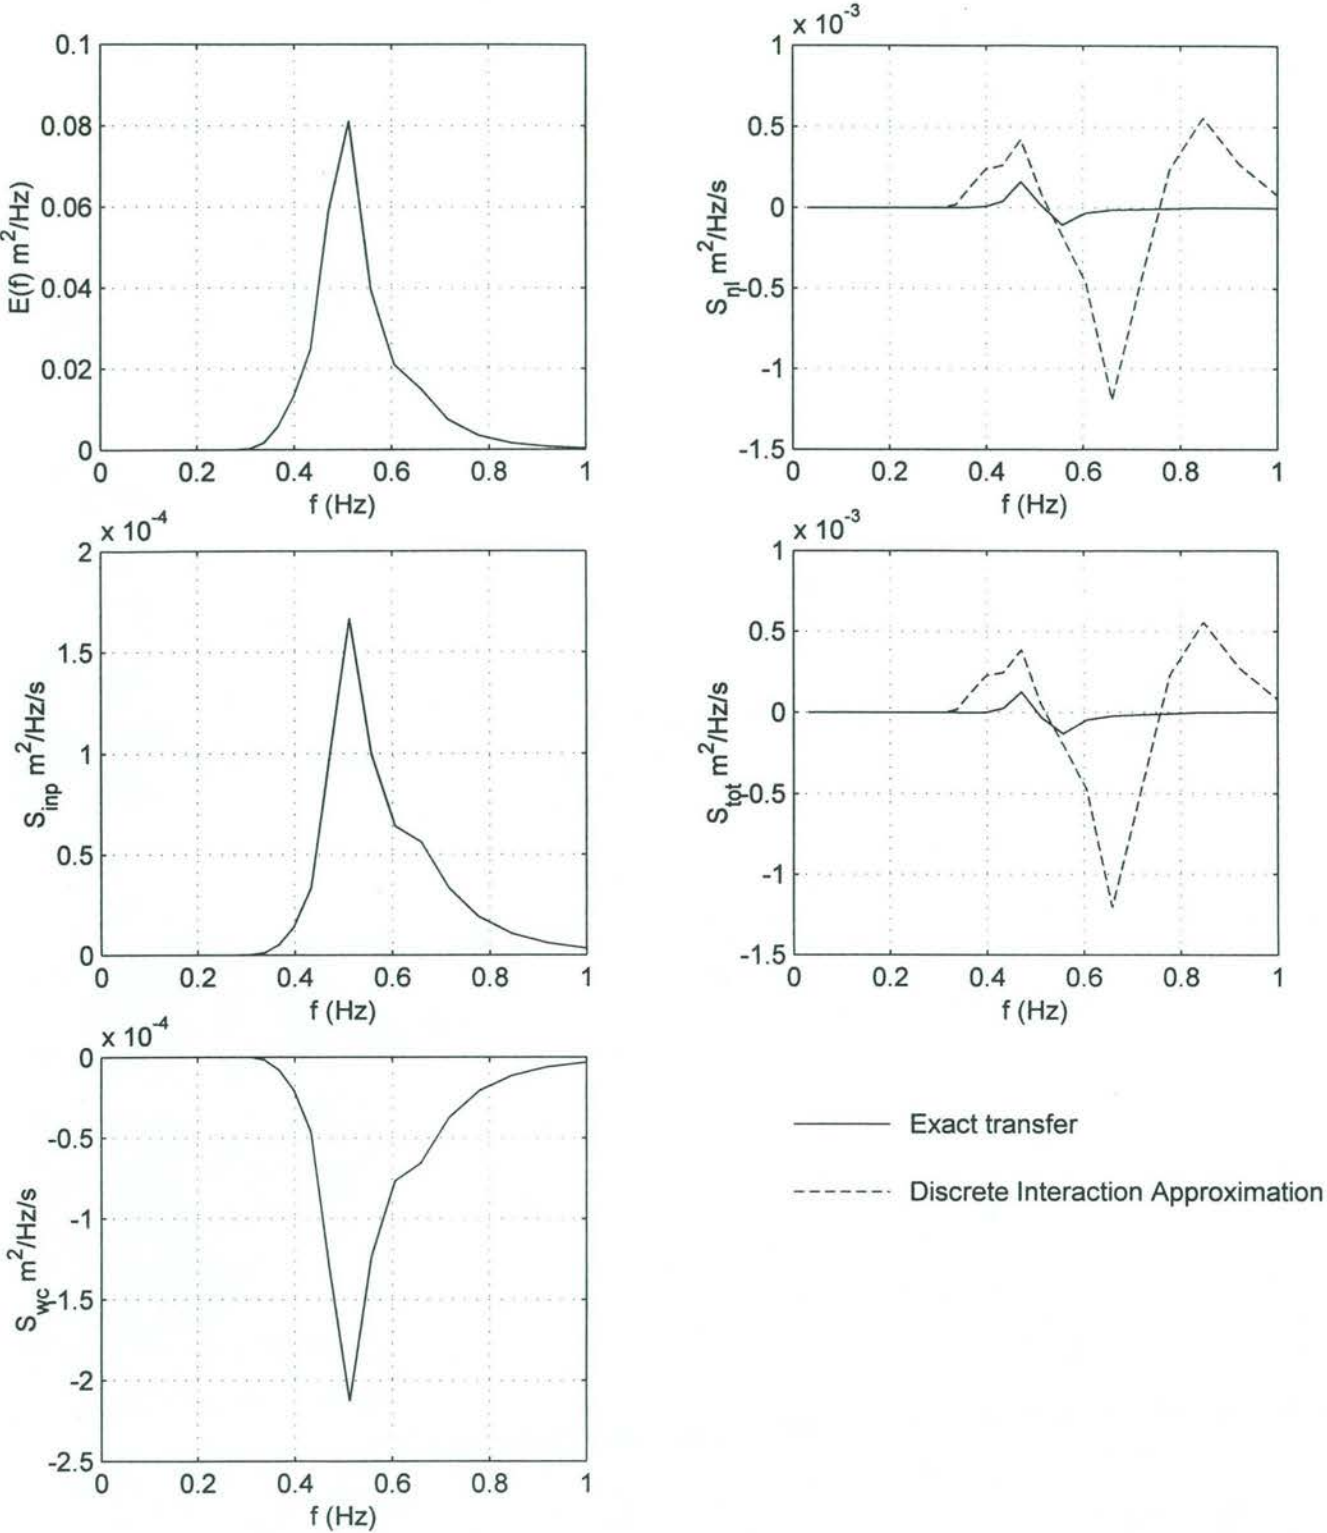 0.1
0.08
0.06
0.04
0.02
0
E(f) m²/Hz)
0 0.2 0.4 0.6 0.8 1
f (Hz)
x 10⁻³
1
0.5
0
-0.5
-1
-1.5
Sₙₗ m²/Hz/s
0 0.2 0.4 0.6 0.8 1
f (Hz)
x 10⁻⁴
2
1.5
1
0.5
0
S_inp m²/Hz/s
0 0.2 0.4 0.6 0.8 1
f (Hz)
x 10⁻³
1
0.5
0
-0.5
-1
-1.5
S_tot m²/Hz/s
0 0.2 0.4 0.6 0.8 1
f (Hz)
x 10⁻⁴
0
-0.5
-1
-1.5
-2
-2.5
S_wc m²/Hz/s
0 0.2 0.4 0.6 0.8 1
f (Hz)
Exact transfer
Discrete Interaction Approximation